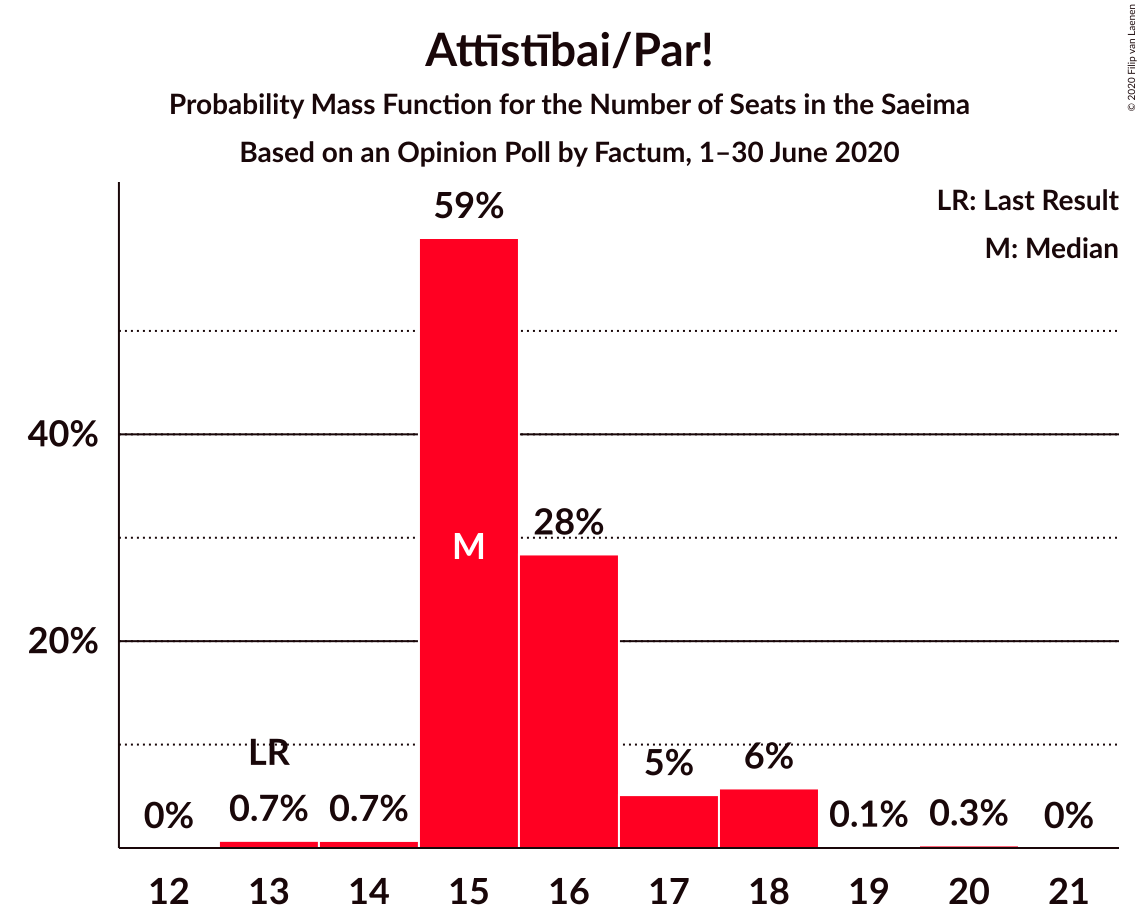 Attīstībai/Par!
Probability Mass Function for the Number of Seats in the Saeima
Based on an Opinion Poll by Factum, 1–30 June 2020
© 2020 Filip van Laenen
LR: Last Result
M: Median
59%
40%
28%
M
20%
LR
5%
6%
0%
0.7%
0.7%
0.1%
0.3%
0%
12 13 14 15 16 17 18 19 20 21